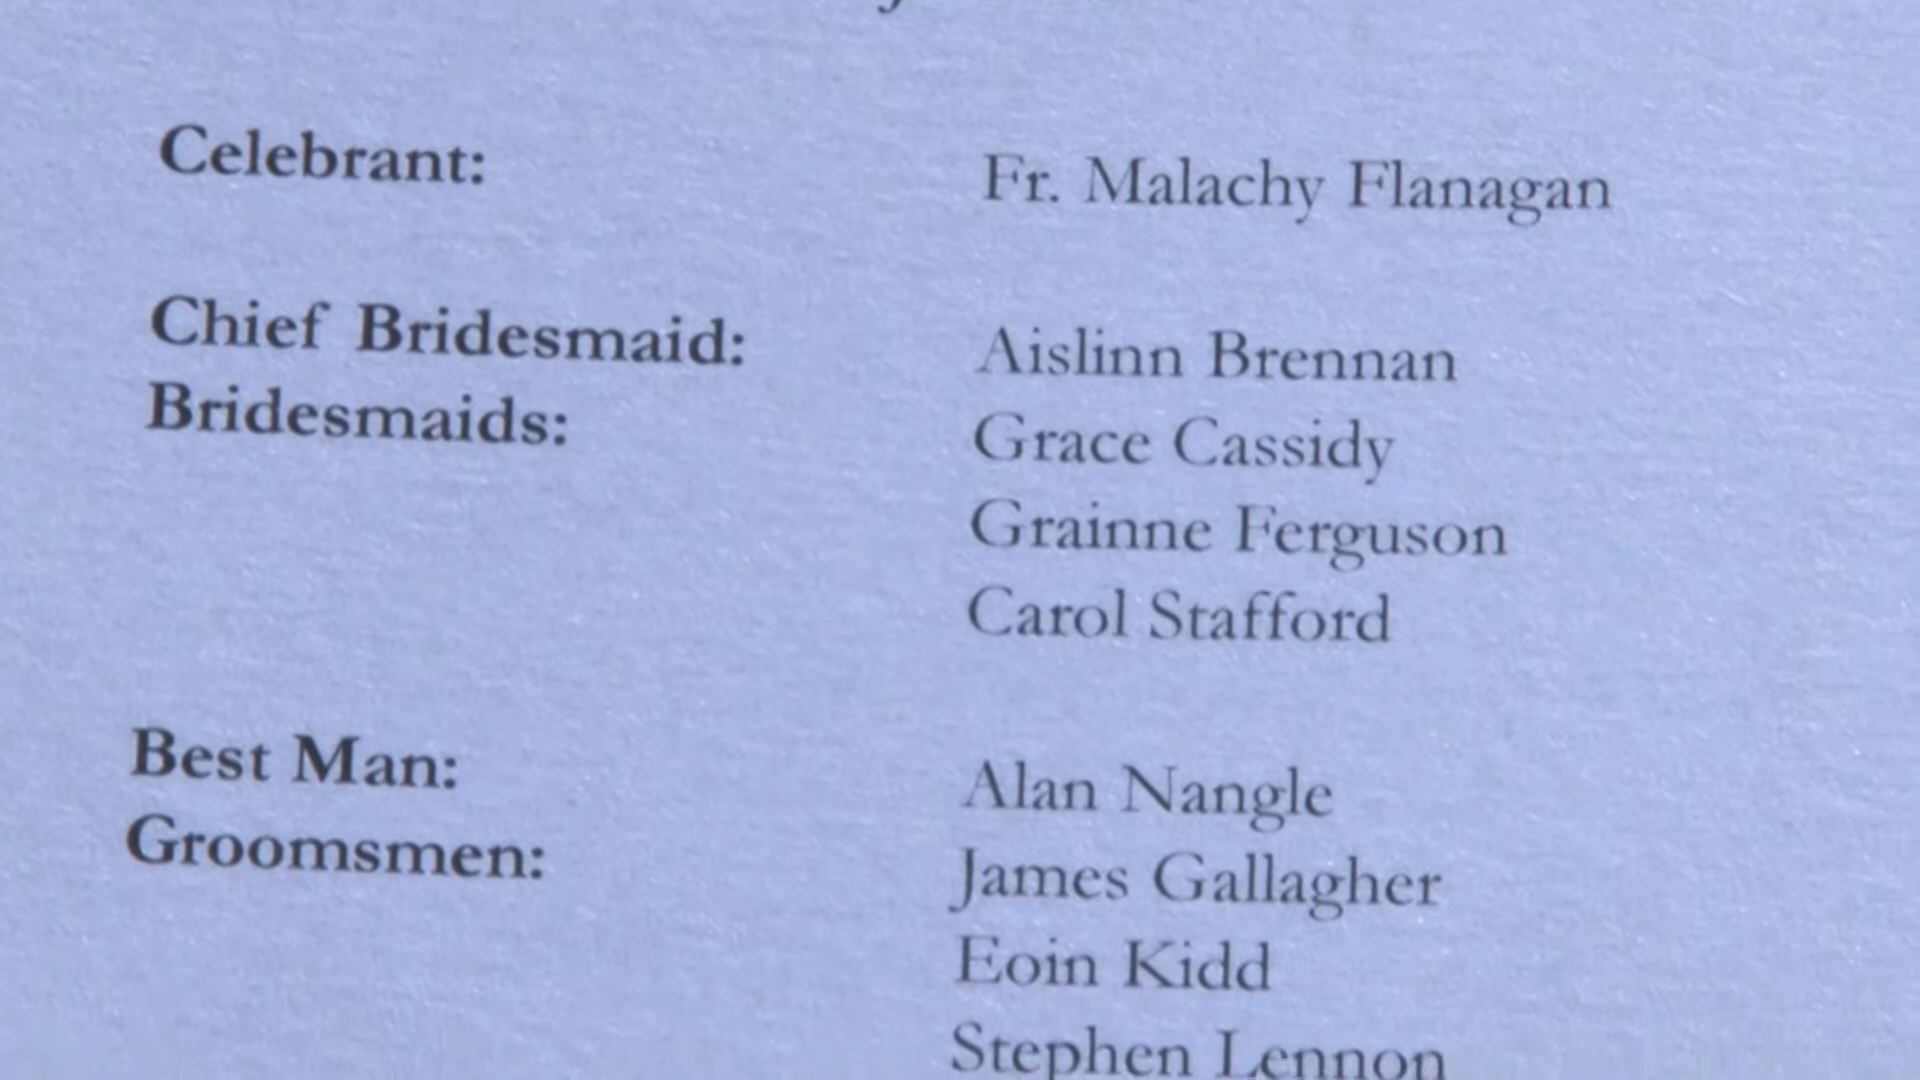 Celebrant: Fr. Malachy Flanagan
Chief Bridesmaid: Aislinn Brennan
Bridesmaids: Grace Cassidy
Grainne Ferguson
Carol Stafford
Best Man: Alan Nangle
Groomsmen: James Gallagher
Eoin Kidd
Stephen Lennon